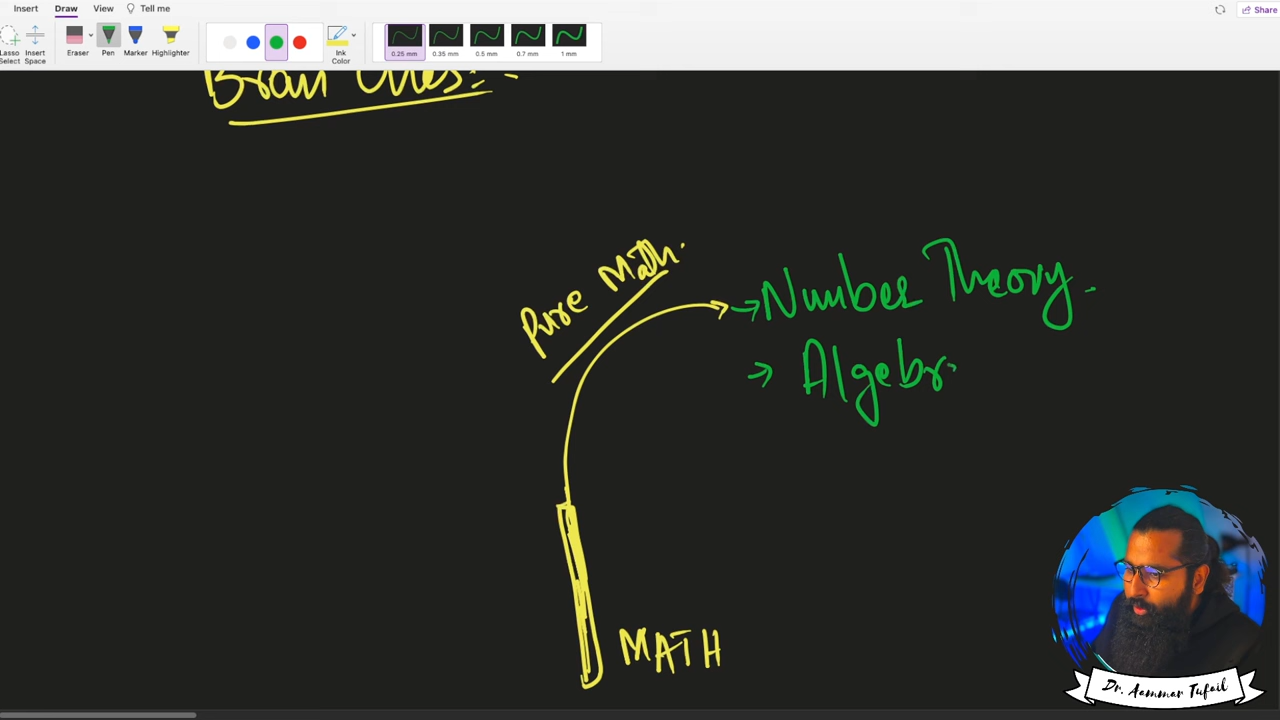 Insert Draw View Tell me
Share
Lasso Select
Insert Space
Eraser
Pen
Marker
Highlighter
Ink Color
0.25 mm
0.35 mm
0.5 mm
0.7 mm
1 mm
Pure Math.
→ Number Theory.
→ Algebr
MATH
Dr. Aammar Tufail